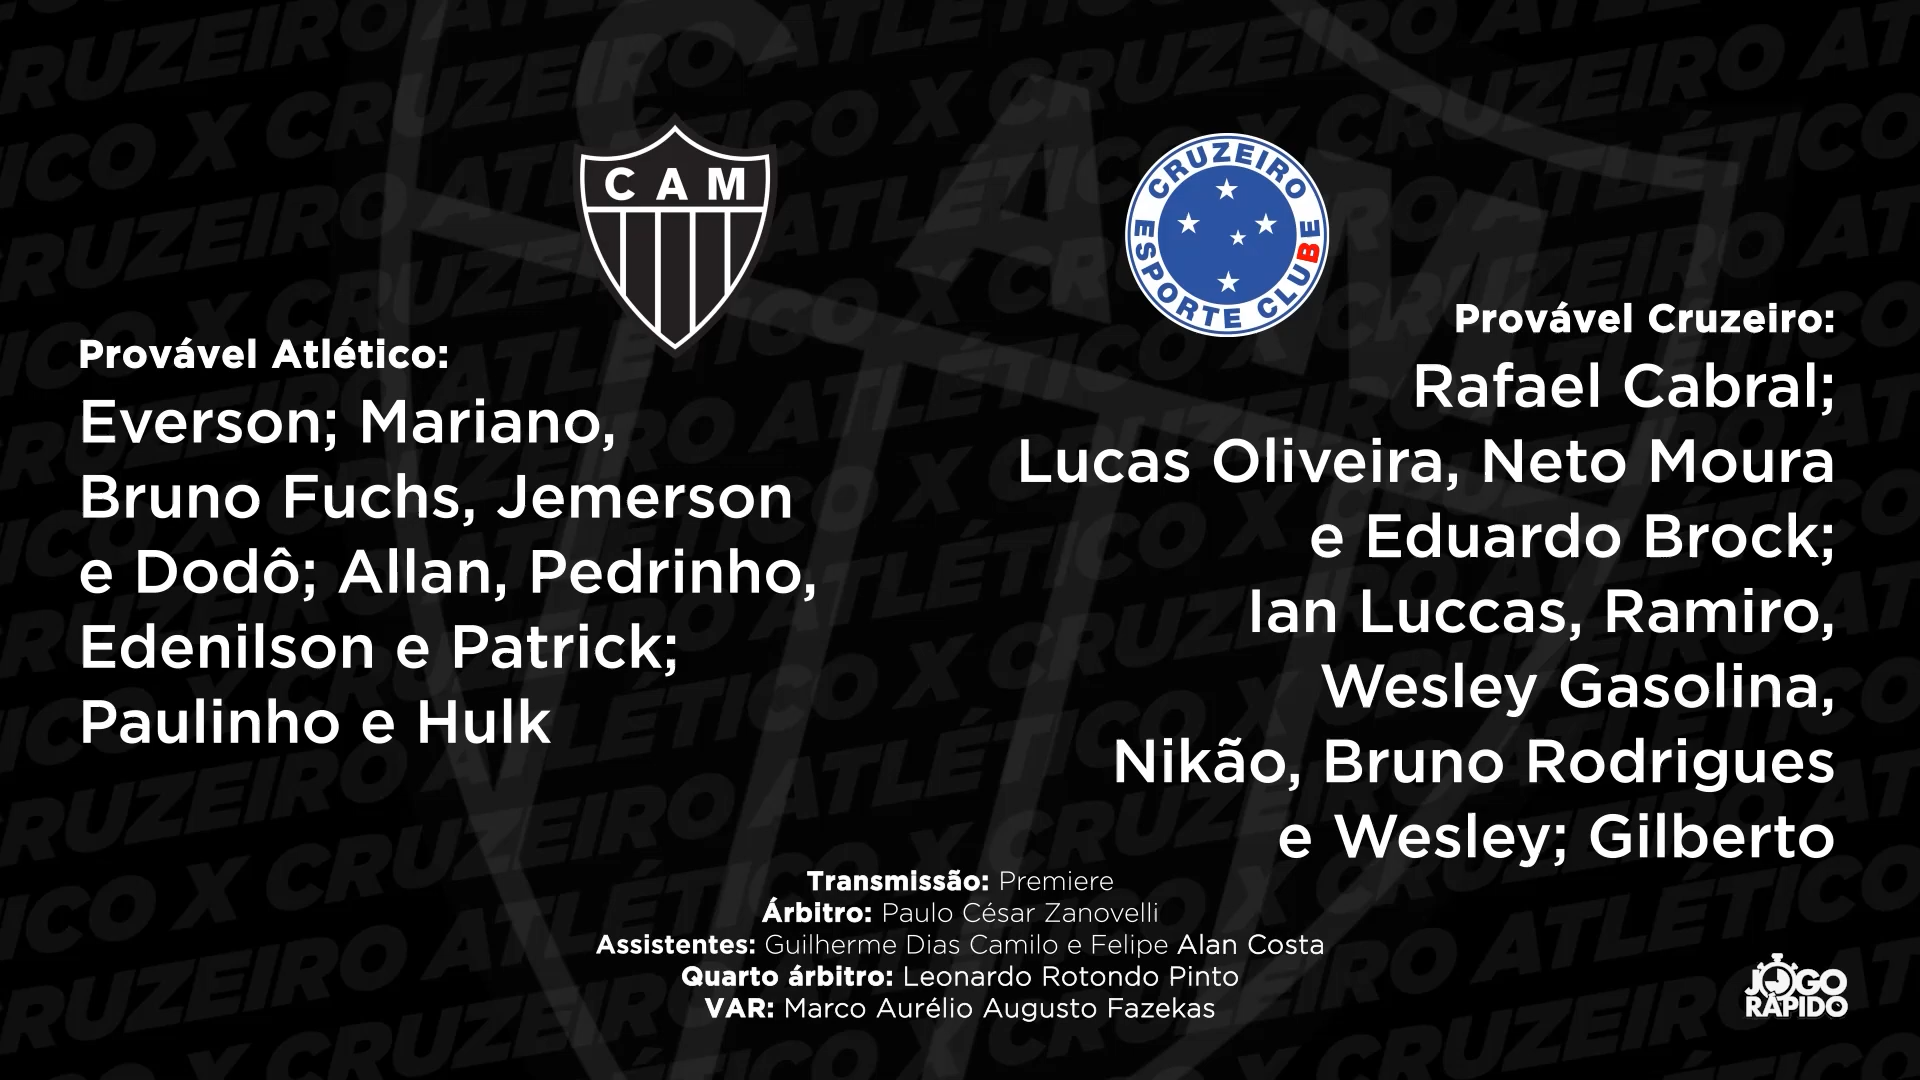 C A M
CRUZEIRO
ESPORTE CLUBE
Provável Atlético:
Everson; Mariano,
Bruno Fuchs, Jemerson
e Dodô; Allan, Pedrinho,
Edenilson e Patrick;
Paulinho e Hulk
Provável Cruzeiro:
Rafael Cabral;
Lucas Oliveira, Neto Moura
e Eduardo Brock;
Ian Luccas, Ramiro,
Wesley Gasolina,
Nikão, Bruno Rodrigues
e Wesley; Gilberto
Transmissão: Premiere
Árbitro: Paulo César Zanovelli
Assistentes: Guilherme Dias Camilo e Felipe Alan Costa
Quarto árbitro: Leonardo Rotondo Pinto
VAR: Marco Aurélio Augusto Fazekas
JOGO
RÁPIDO